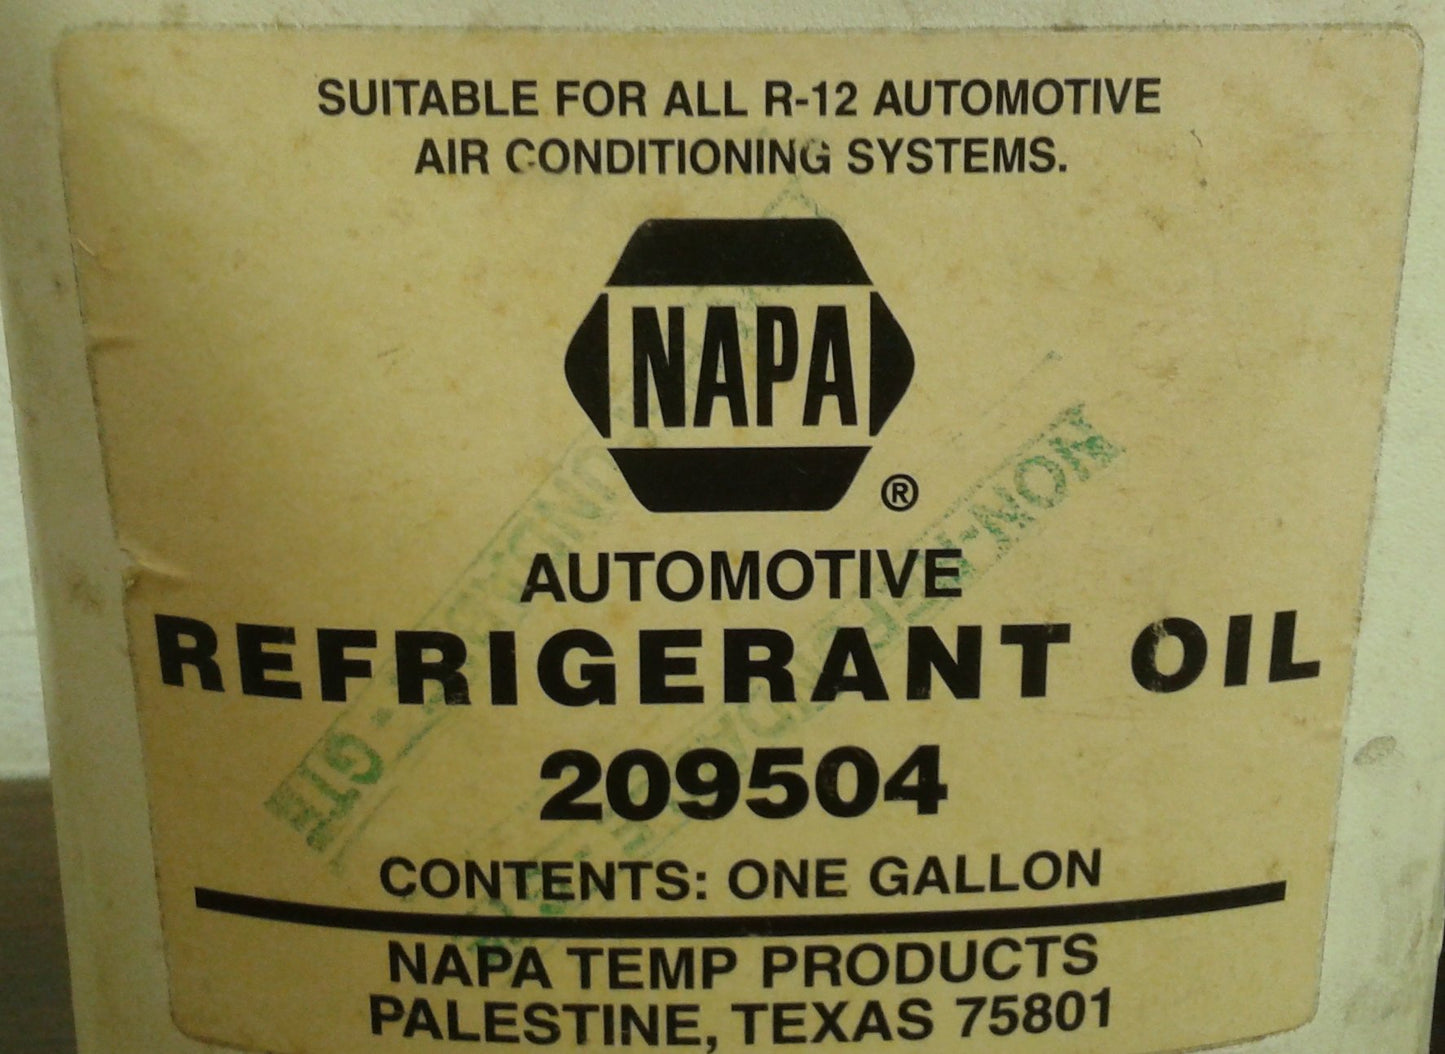 SUITABLE FOR ALL R-12 AUTOMOTIVE
AIR CONDITIONING SYSTEMS.
NAPA
®
AUTOMOTIVE
REFRIGERANT OIL
209504
CONTENTS: ONE GALLON
NAPA TEMP PRODUCTS
PALESTINE, TEXAS 75801
GTE